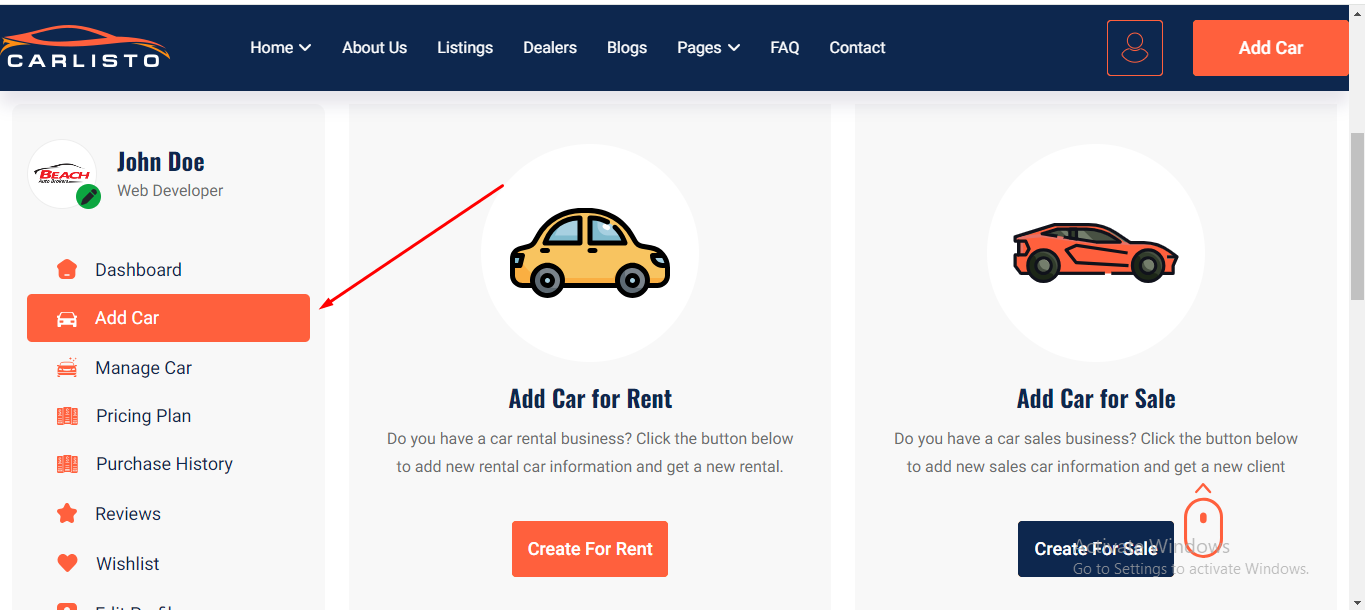 CARLISTO
Home
About Us
Listings
Dealers
Blogs
Pages
FAQ
Contact
Add Car
BEACH
Auto Brokers
John Doe
Web Developer
Dashboard
Add Car
Manage Car
Pricing Plan
Purchase History
Reviews
Wishlist
Add Car for Rent
Do you have a car rental business? Click the button below
to add new rental car information and get a new rental.
Create For Rent
Add Car for Sale
Do you have a car sales business? Click the button below
to add new sales car information and get a new client
Create For Sale
Activate Windows
Go to Settings to activate Windows.